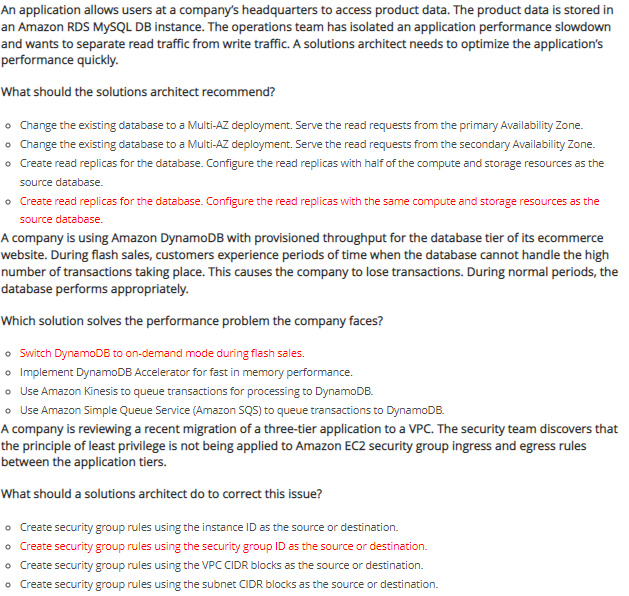 An application allows users at a company's headquarters to access product data. The product data is stored in
an Amazon RDS MySQL DB instance. The operations team has isolated an application performance slowdown
and wants to separate read traffic from write traffic. A solutions architect needs to optimize the application's
performance quickly.
What should the solutions architect recommend?
Change the existing database to a Multi-AZ deployment. Serve the read requests from the primary Availability Zone.
Change the existing database to a Multi-AZ deployment. Serve the read requests from the secondary Availability Zone.
Create read replicas for the database. Configure the read replicas with half of the compute and storage resources as the
source database.
Create read replicas for the database. Configure the read replicas with the same compute and storage resources as the
source database.
A company is using Amazon DynamoDB with provisioned throughput for the database tier of its ecommerce
website. During flash sales, customers experience periods of time when the database cannot handle the high
number of transactions taking place. This causes the company to lose transactions. During normal periods, the
database performs appropriately.
Which solution solves the performance problem the company faces?
Switch DynamoDB to on-demand mode during flash sales.
Implement DynamoDB Accelerator for fast in memory performance.
Use Amazon Kinesis to queue transactions for processing to DynamoDB.
Use Amazon Simple Queue Service (Amazon SQS) to queue transactions to DynamoDB.
A company is reviewing a recent migration of a three-tier application to a VPC. The security team discovers that
the principle of least privilege is not being applied to Amazon EC2 security group ingress and egress rules
between the application tiers.
What should a solutions architect do to correct this issue?
Create security group rules using the instance ID as the source or destination.
Create security group rules using the security group ID as the source or destination.
Create security group rules using the VPC CIDR blocks as the source or destination.
Create security group rules using the subnet CIDR blocks as the source or destination.